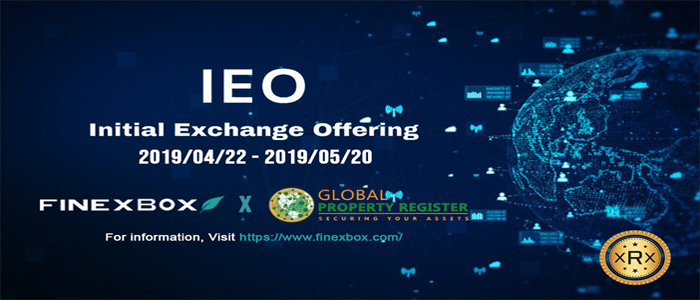 IEO
Initial Exchange Offering
2019/04/22 - 2019/05/20
FINEXBOX X GLOBAL
PROPERTY REGISTER
SECURING YOUR ASSETS
For information, Visit https://www.finexbox.com/
xRx